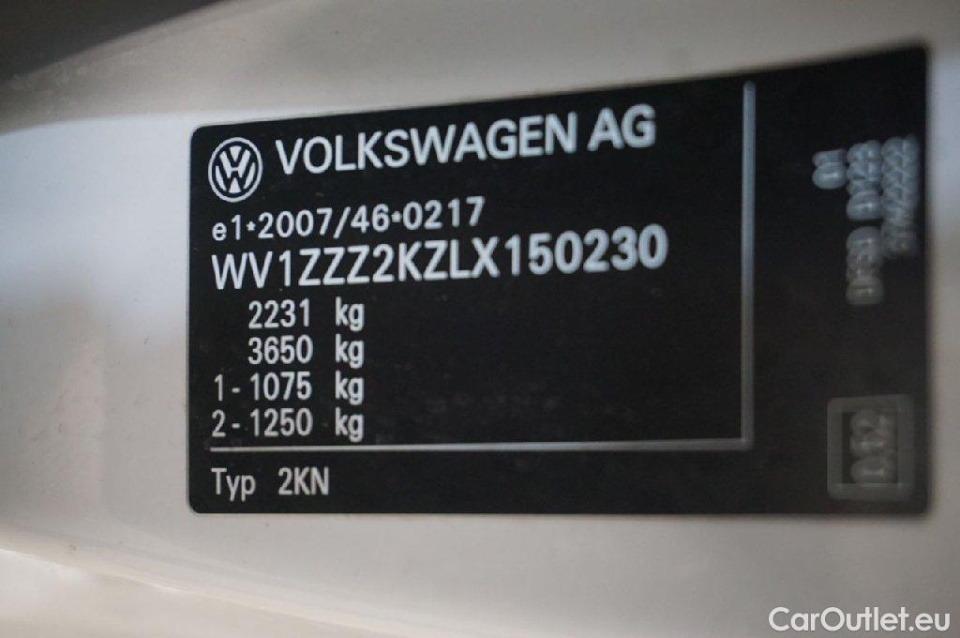 VOLKSWAGEN AG
e1*2007/46*0217
WV1ZZZ2KZLX150230
2231 kg
3650 kg
1- 1075 kg
2- 1250 kg
Typ 2KN
CarOutlet.eu